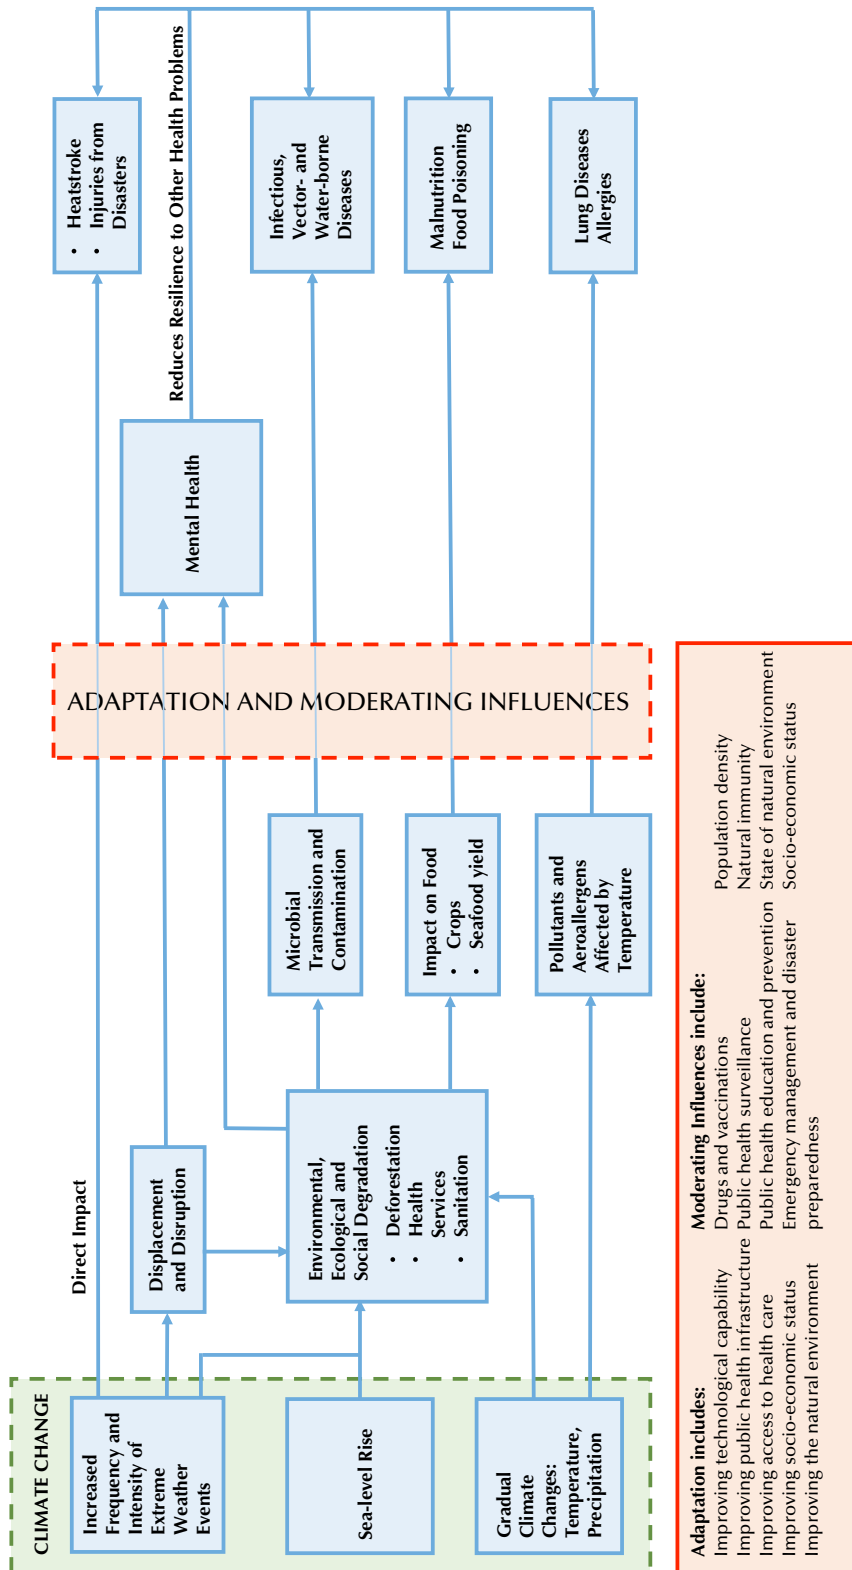 CLIMATE CHANGE
Increased
Frequency and
Intensity of
Extreme
Weather
Events
Sea-level Rise
Gradual
Climate
Changes:
Temperature,
Precipitation
Direct Impact
Displacement
and Disruption
Environmental,
Ecological and
Social Degradation
• Deforestation
• Health
Services
• Sanitation
Microbial
Transmission and
Contamination
Impact on Food
• Crops
• Seafood yield
Pollutants and
Aeroallergens
Affected by
Temperature
ADAPTATION AND MODERATING INFLUENCES
Mental Health
Reduces Resilience to Other Health Problems
• Heatstroke
• Injuries from
Disasters
Infectious,
Vector- and
Water-borne
Diseases
Malnutrition
Food Poisoning
Lung Diseases
Allergies
Adaptation includes:
Improving technological capability
Improving public health infrastructure
Improving access to health care
Improving socio-economic status
Improving the natural environment
Moderating Influences include:
Drugs and vaccinations
Public health surveillance
Public health education and prevention
Emergency management and disaster
preparedness
Population density
Natural immunity
State of natural environment
Socio-economic status